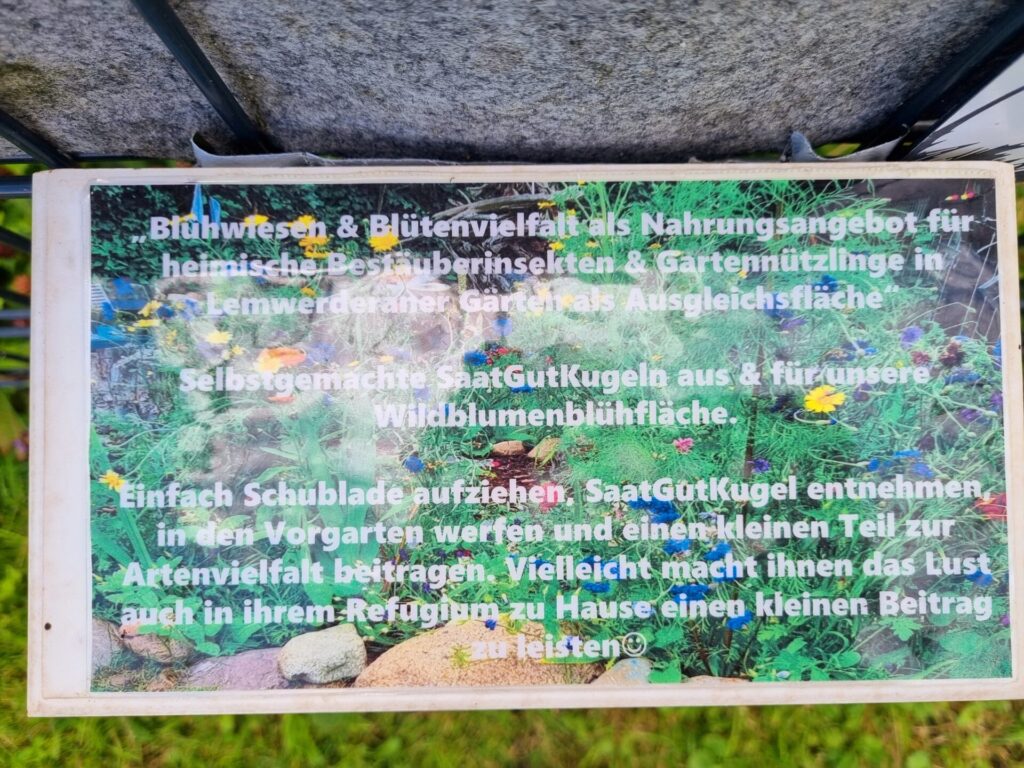 „Blühwiesen & Blütenvielfalt als Nahrungsangebot für
heimische Bestäuberinsekten & Gartennützlinge in
Lemwerderaner Gärten als Ausgleichsfläche“
Selbstgemachte SaatGutKugeln aus & für unsere
Wildblumenblühfläche.
Einfach Schublade aufziehen, SaatGutKugel entnehmen,
in den Vorgarten werfen und einen kleinen Teil zur
Artenvielfalt beitragen. Vielleicht macht ihnen das Lust
auch in ihrem Refugium zu Hause einen kleinen Beitrag
zu leisten☺